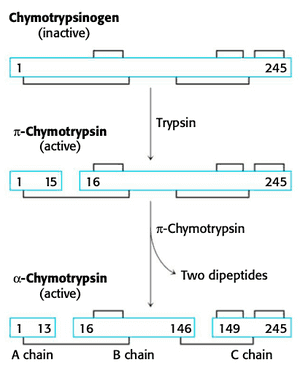 Chymotrypsinogen
(inactive)
1 245
Trypsin
π-Chymotrypsin
(active)
1 15 16 245
π-Chymotrypsin
Two dipeptides
α-Chymotrypsin
(active)
1 13 16 146 149 245
A chain B chain C chain